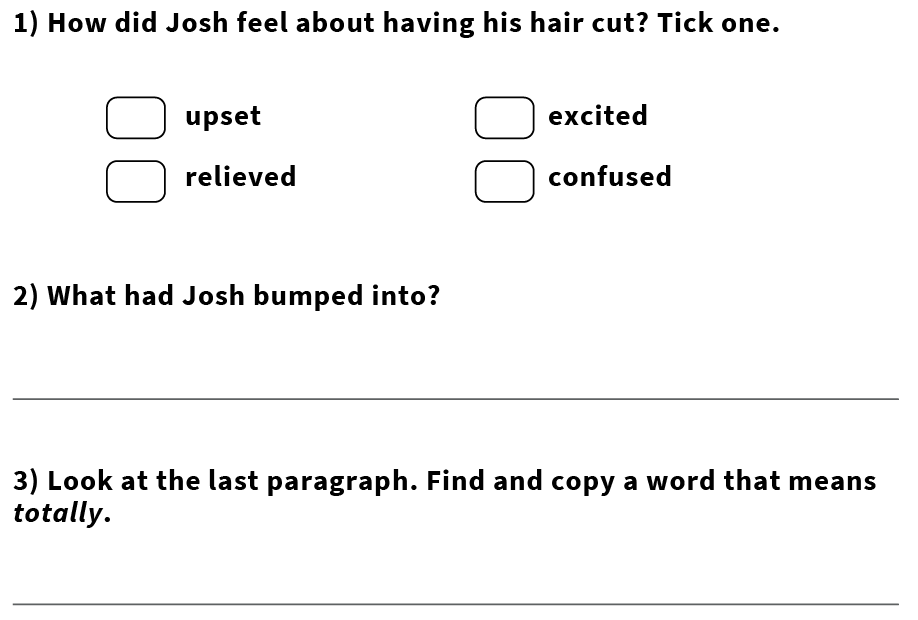 1) How did Josh feel about having his hair cut? Tick one.
upset excited
relieved confused
2) What had Josh bumped into?
3) Look at the last paragraph. Find and copy a word that means
totally.